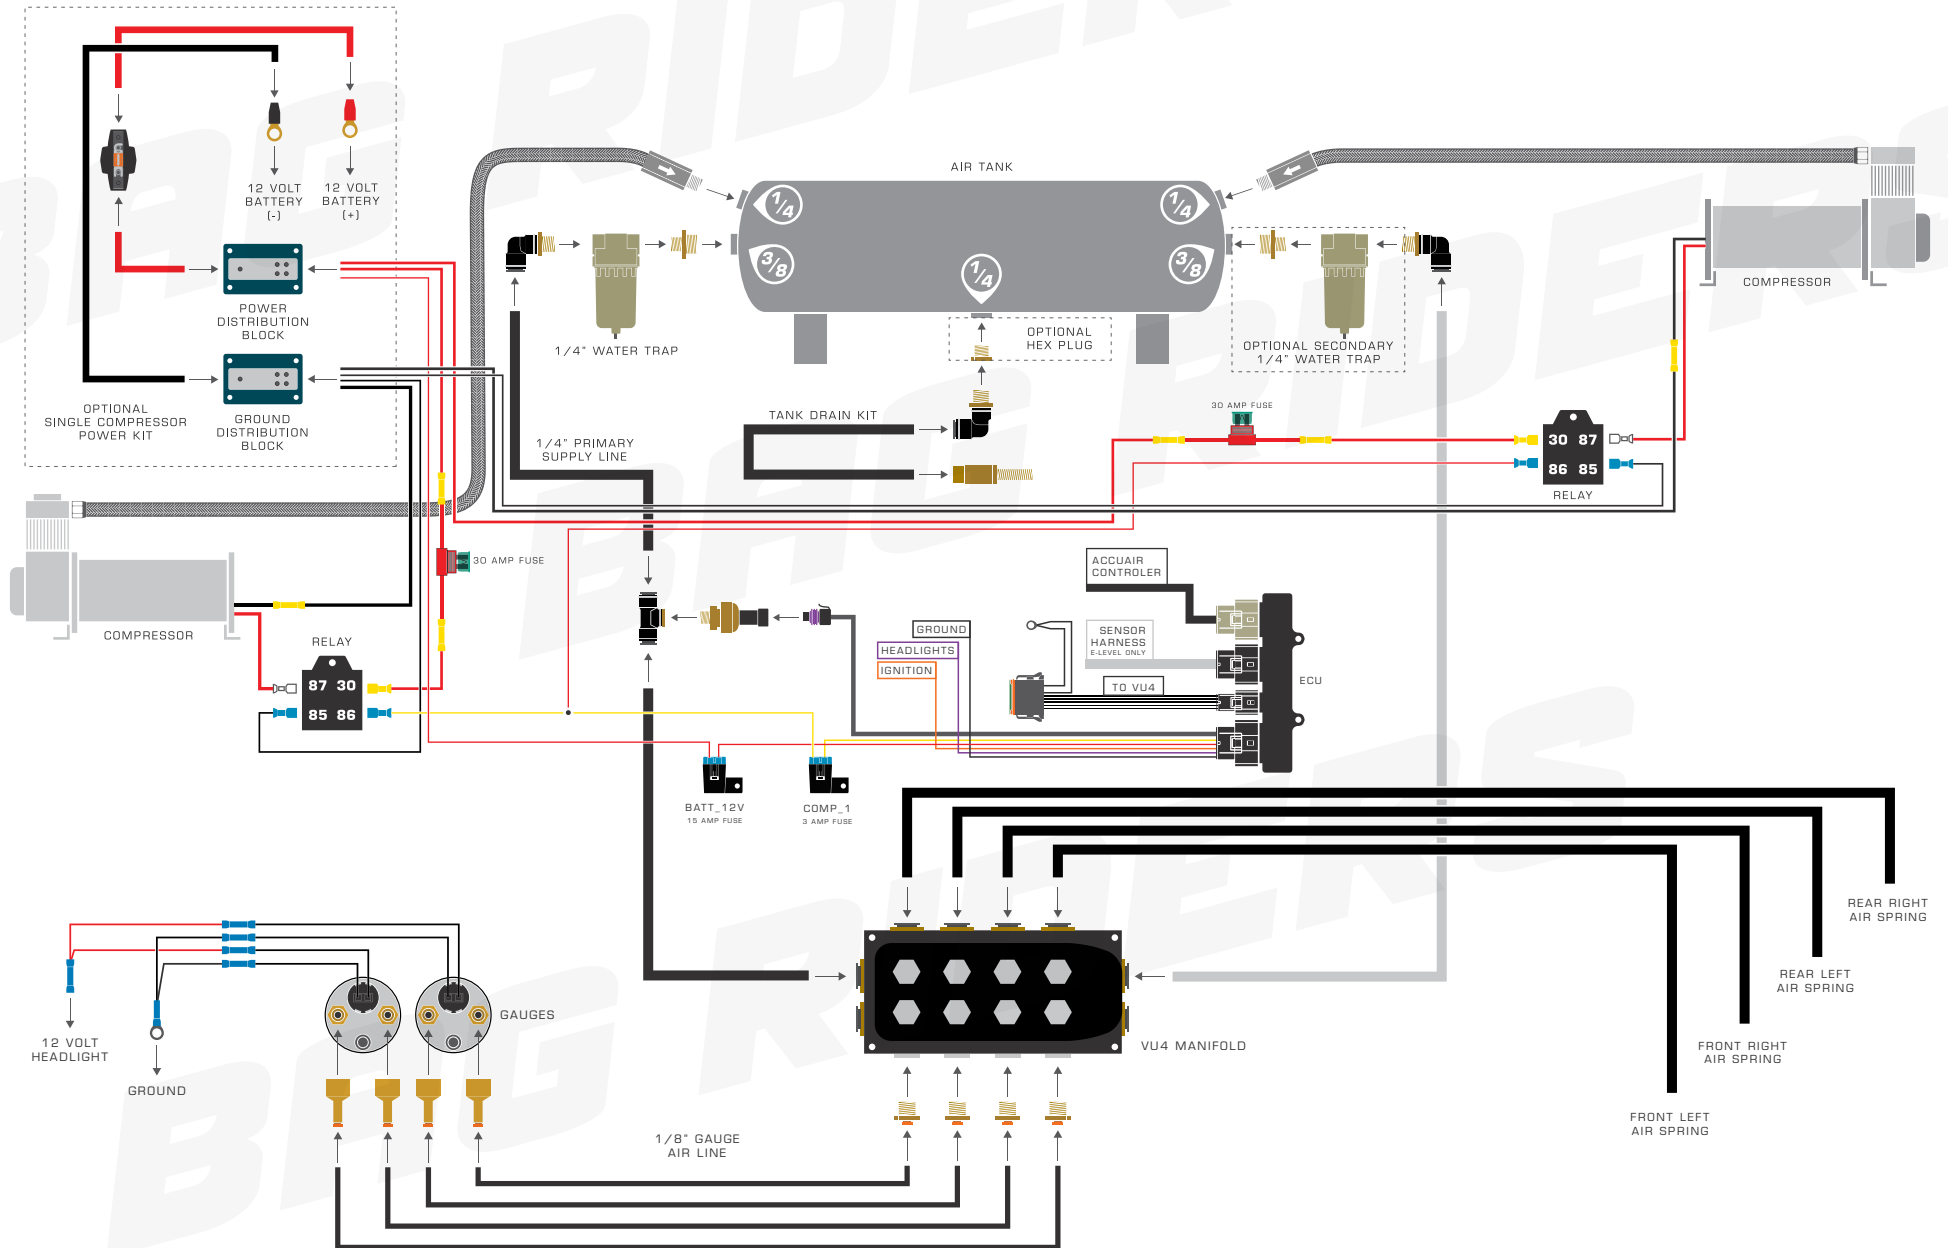 BAG RIDERS
BAG RIDERS
BAG RIDERS
12 VOLT
BATTERY
(-)
12 VOLT
BATTERY
(+)
POWER
DISTRIBUTION
BLOCK
OPTIONAL
SINGLE COMPRESSOR
POWER KIT
GROUND
DISTRIBUTION
BLOCK
AIR TANK
1/4
1/4
3/8
3/8
1/4
1/4" WATER TRAP
OPTIONAL
HEX PLUG
OPTIONAL SECONDARY
1/4" WATER TRAP
COMPRESSOR
TANK DRAIN KIT
1/4" PRIMARY
SUPPLY LINE
30 AMP FUSE
30 87
86 85
RELAY
30 AMP FUSE
COMPRESSOR
RELAY
87 30
85 86
ACCUAIR
CONTROLER
SENSOR
HARNESS
E-LEVEL ONLY
GROUND
HEADLIGHTS
IGNITION
TO VU4
ECU
BATT_12V
15 AMP FUSE
COMP_1
3 AMP FUSE
REAR RIGHT
AIR SPRING
REAR LEFT
AIR SPRING
FRONT RIGHT
AIR SPRING
FRONT LEFT
AIR SPRING
VU4 MANIFOLD
GAUGES
12 VOLT
HEADLIGHT
GROUND
1/8" GAUGE
AIR LINE